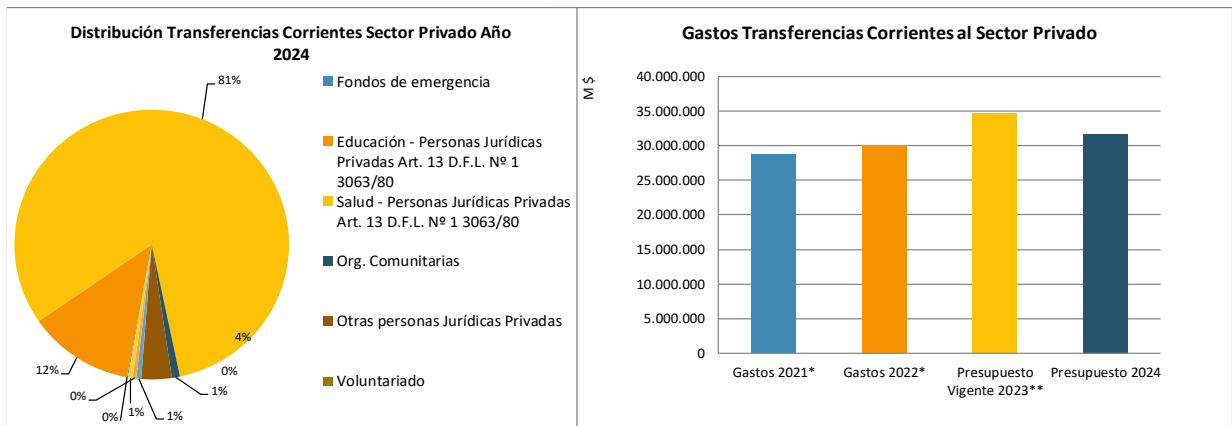 Distribución Transferencias Corrientes Sector Privado Año
2024
81%
4%
0%
1%
1%
1%
0%
0%
12%
Fondos de emergencia
Educación - Personas Jurídicas
Privadas Art. 13 D.F.L. Nº 1
3063/80
Salud - Personas Jurídicas Privadas
Art. 13 D.F.L. Nº 1 3063/80
Org. Comunitarias
Otras personas Jurídicas Privadas
Voluntariado
Gastos Transferencias Corrientes al Sector Privado
M $
40.000.000
35.000.000
30.000.000
25.000.000
20.000.000
15.000.000
10.000.000
5.000.000
0
Gastos 2021*
Gastos 2022*
Presupuesto
Vigente 2023**
Presupuesto 2024